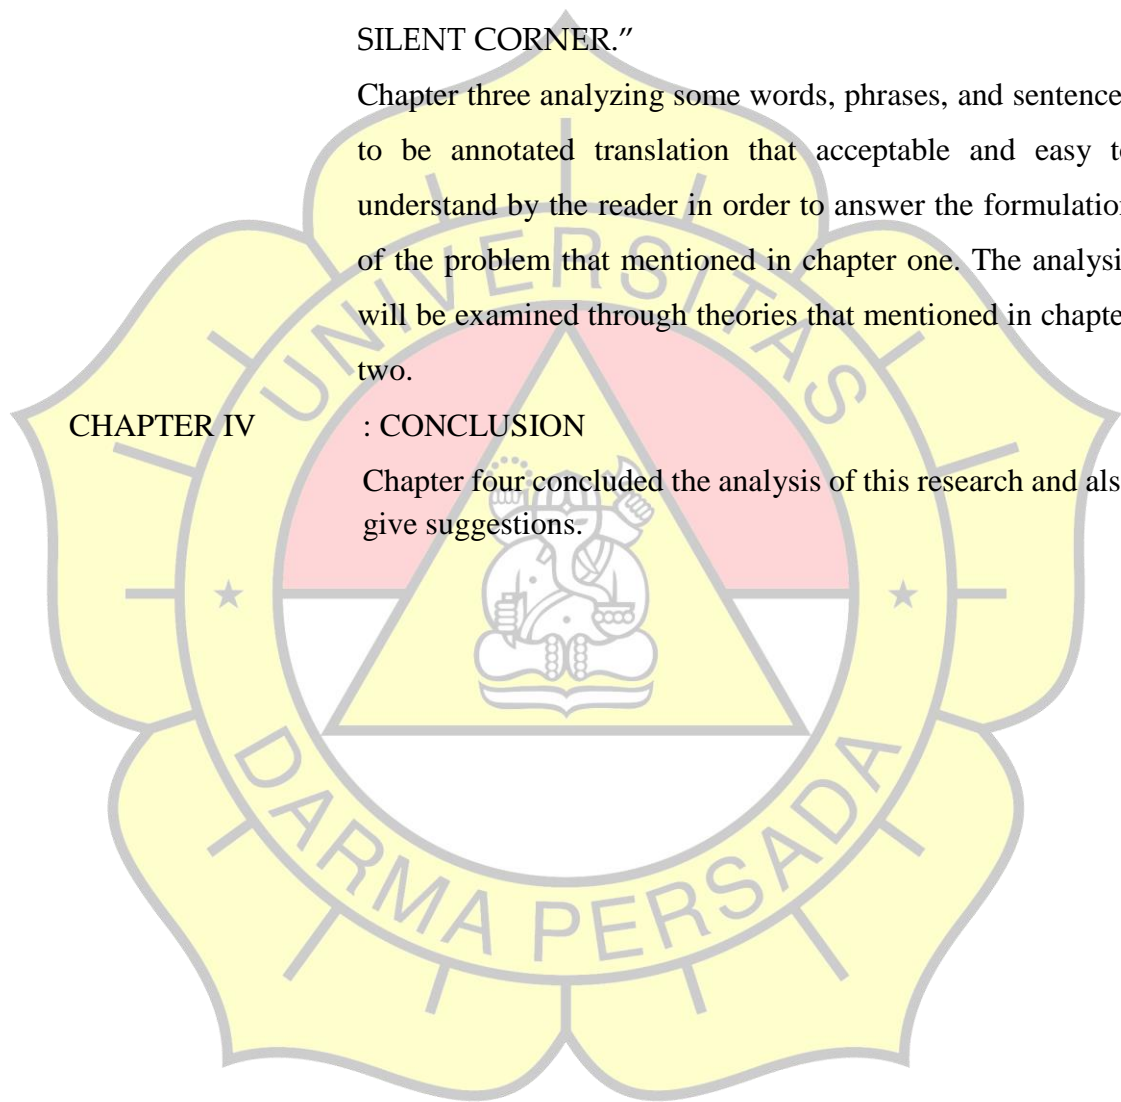 SILENT CORNER.”
Chapter three analyzing some words, phrases, and sentence
to be annotated translation that acceptable and easy to
understand by the reader in order to answer the formulation
of the problem that mentioned in chapter one. The analysi
will be examined through theories that mentioned in chapte
two.
CHAPTER IV : CONCLUSION
Chapter four concluded the analysis of this research and als
give suggestions.
UNIVERSITAS
DARMA PERSADA